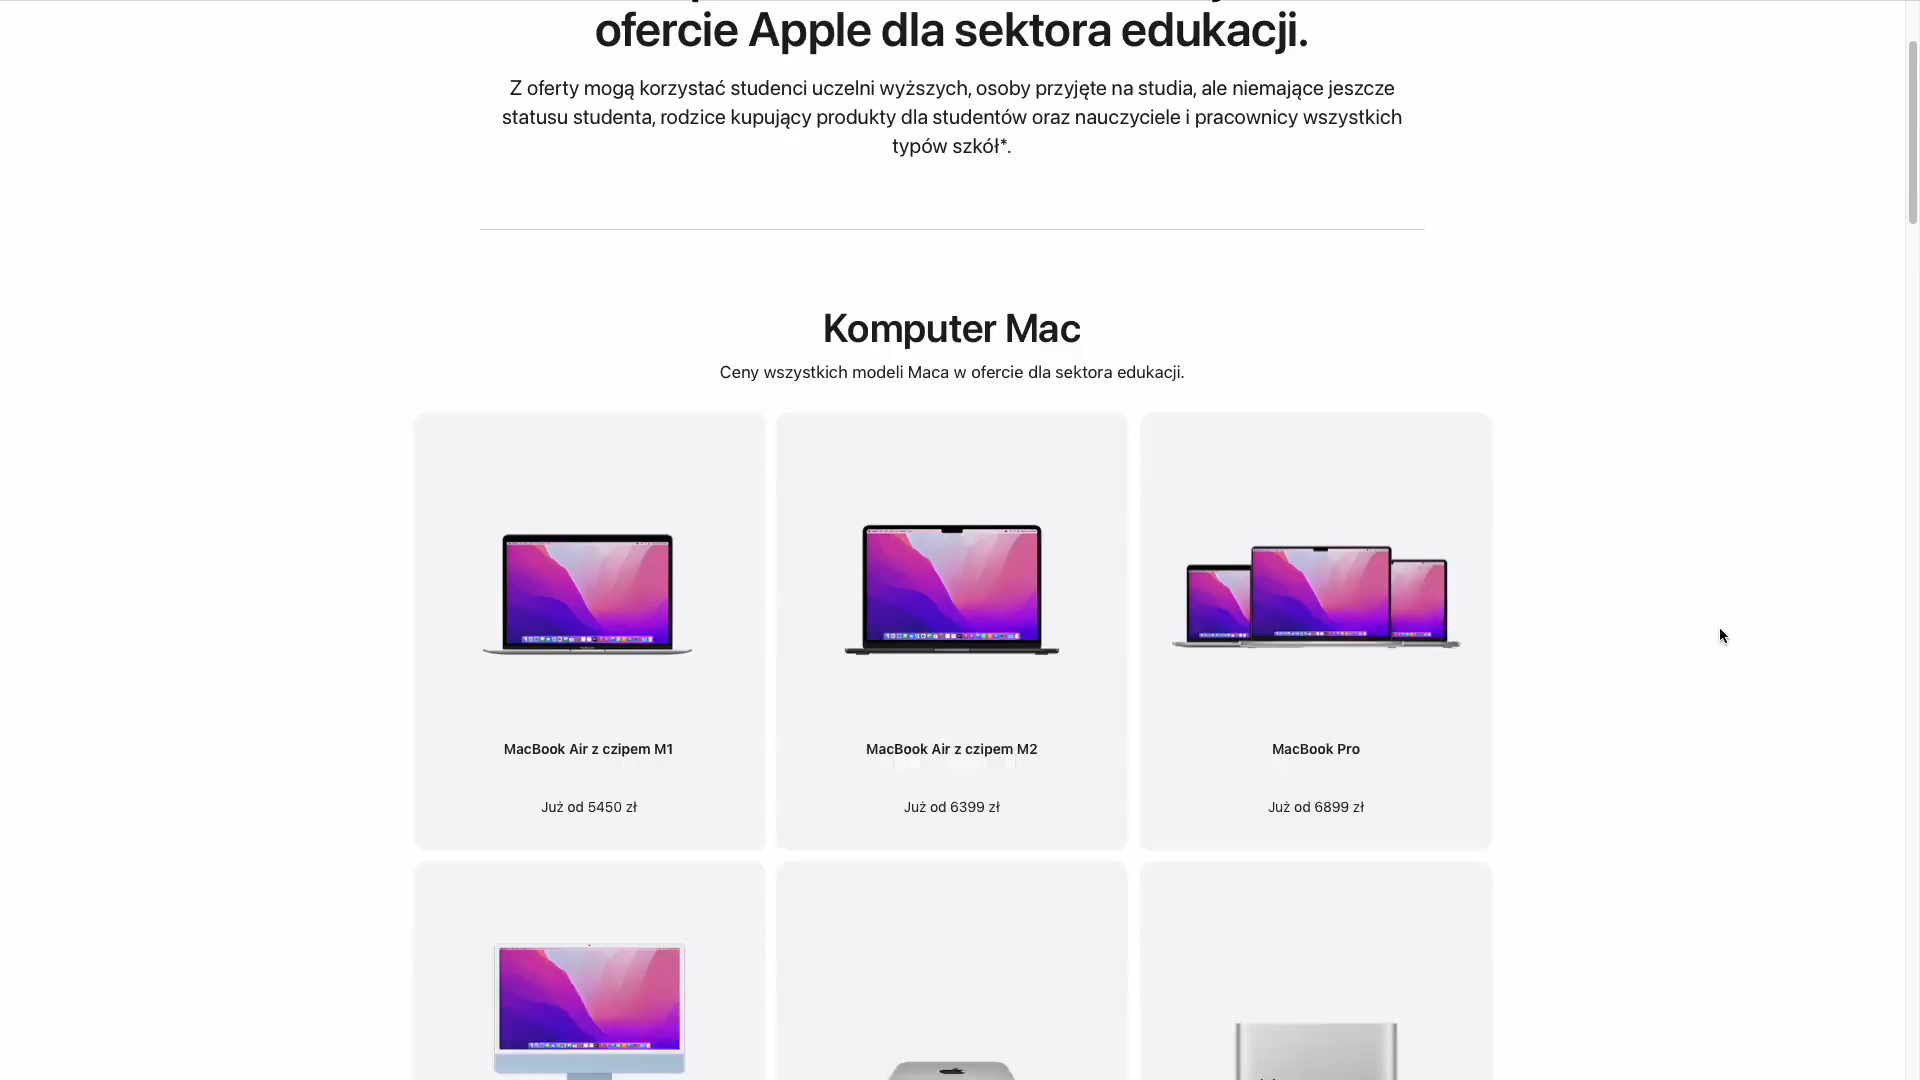 ofercie Apple dla sektora edukacji.
Z oferty mogą korzystać studenci uczelni wyższych, osoby przyjęte na studia, ale niemające jeszcze
statusu studenta, rodzice kupujący produkty dla studentów oraz nauczyciele i pracownicy wszystkich
typów szkół*.
Komputer Mac
Ceny wszystkich modeli Maca w ofercie dla sektora edukacji.
MacBook Air z czipem M1
Już od 5450 zł
MacBook Air z czipem M2
Już od 6399 zł
MacBook Pro
Już od 6899 zł